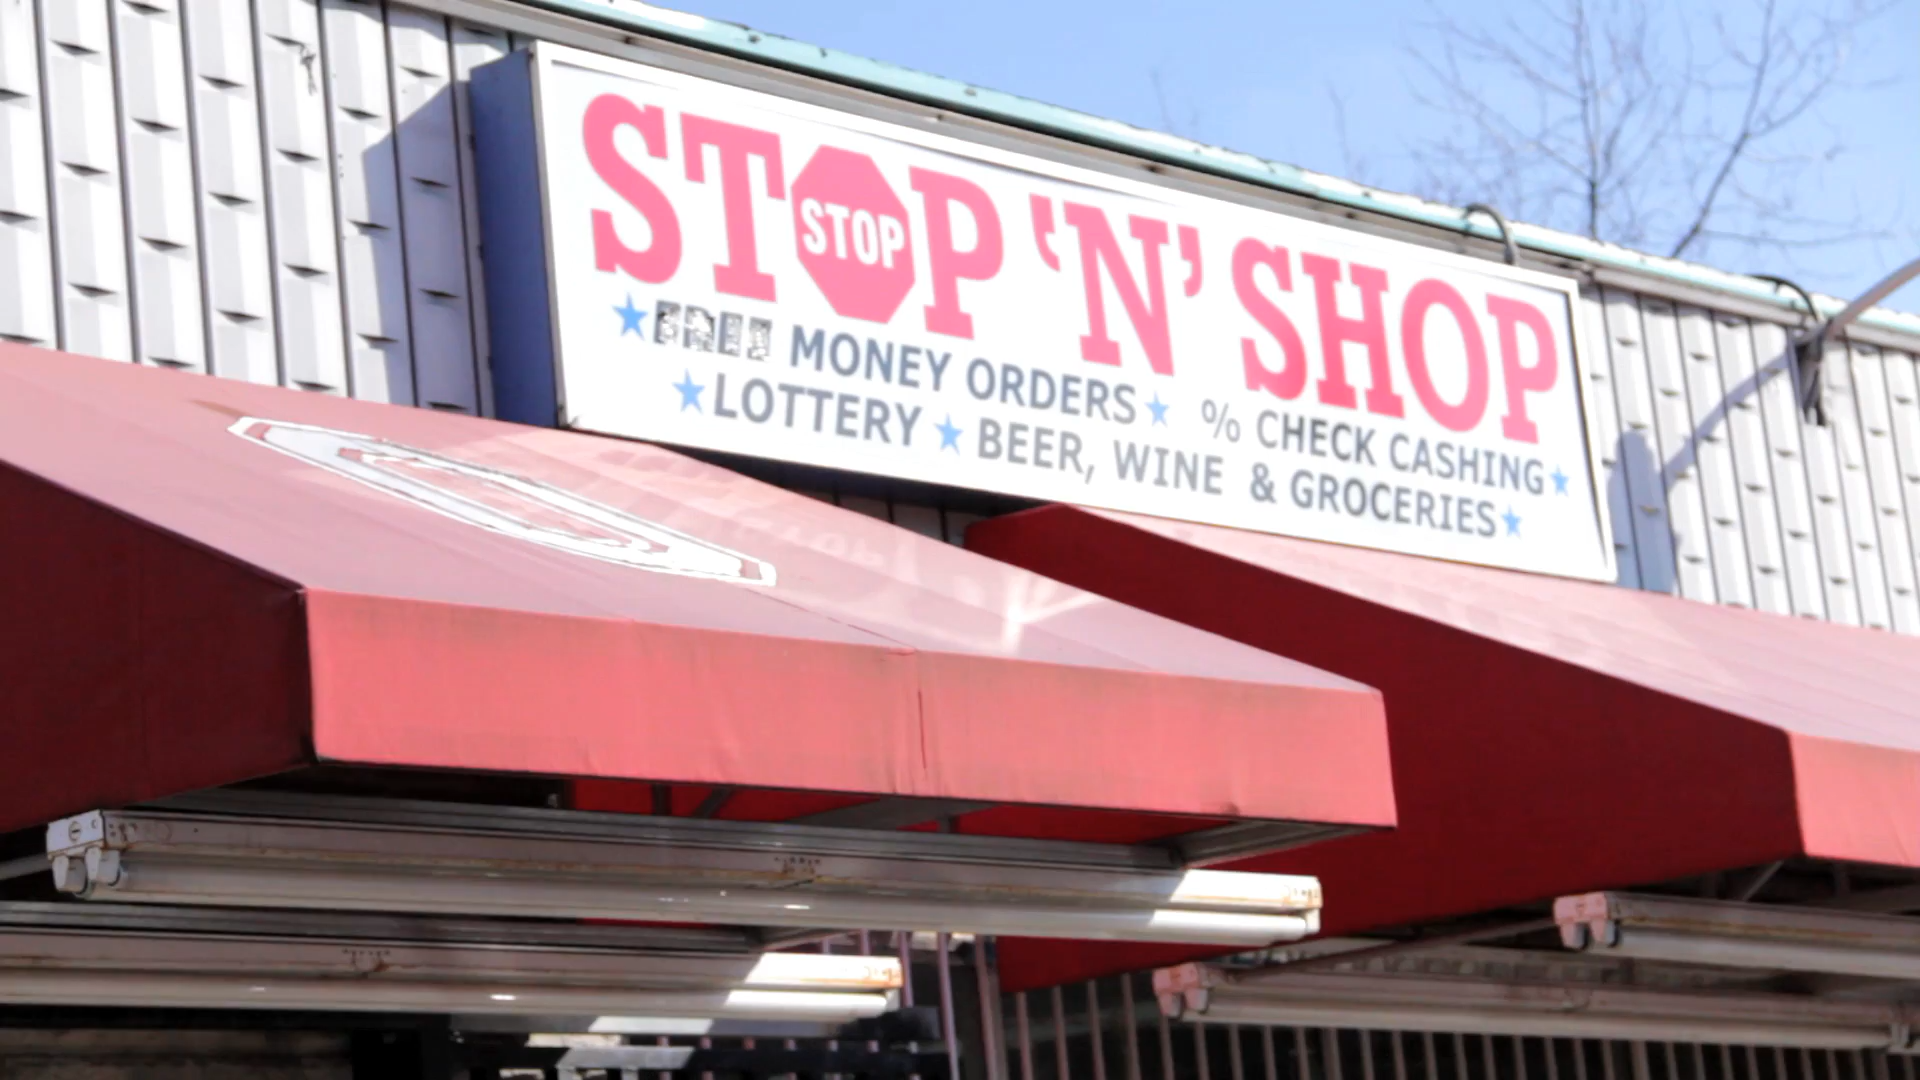 STOP 'N' SHOP
STOP
MONEY ORDERS % CHECK CASHING
LOTTERY BEER, WINE & GROCERIES